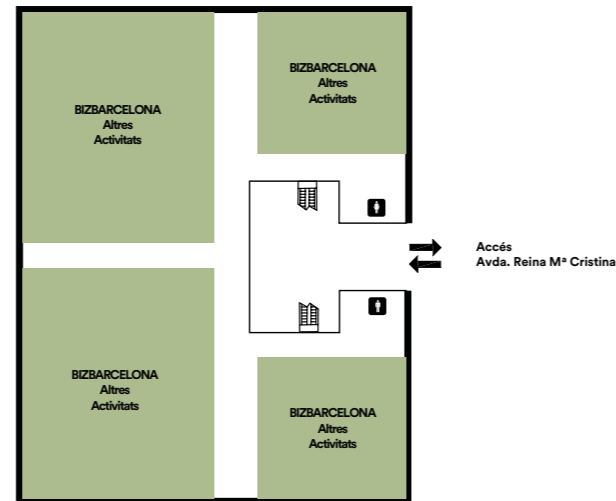 BIZBARCELONA
Altres
Activitats
BIZBARCELONA
Altres
Activitats
Accés
Avda. Reina Mª Cristina
BIZBARCELONA
Altres
Activitats
BIZBARCELONA
Altres
Activitats